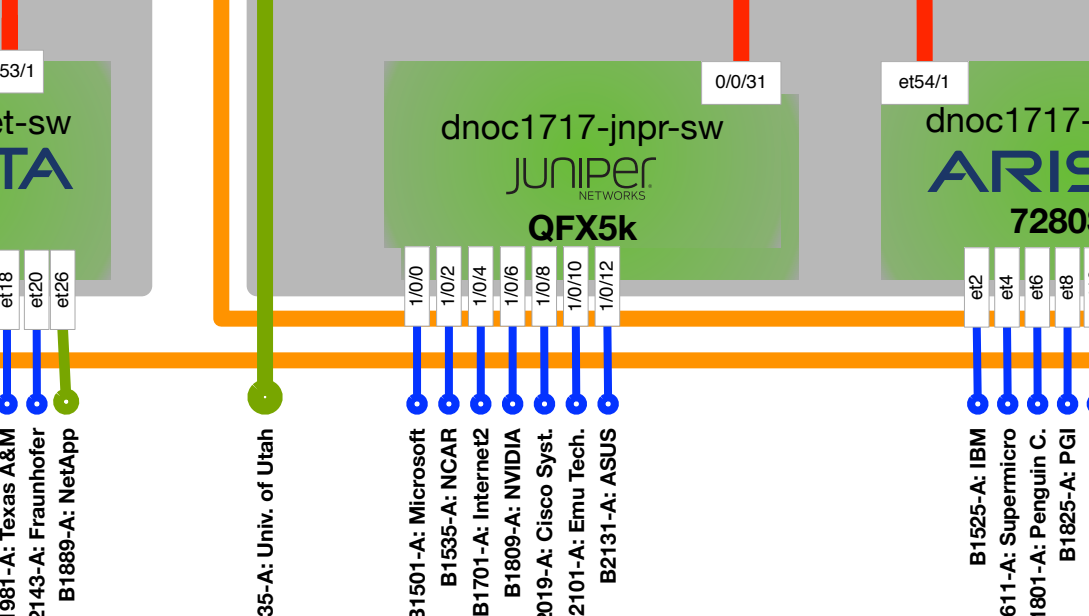 53/1
et-sw
TA
et18
et20
et26
1981-A: Texas A&M
2143-A: Fraunhofer
B1889-A: NetApp
35-A: Univ. of Utah
0/0/31
dnoc1717-jnpr-sw
JUNIPER
NETWORKS
QFX5k
1/0/0
1/0/2
1/0/4
1/0/6
1/0/8
1/0/10
1/0/12
B1501-A: Microsoft
B1535-A: NCAR
B1701-A: Internet2
B1809-A: NVIDIA
2019-A: Cisco Syst.
2101-A: Emu Tech.
B2131-A: ASUS
et54/1
dnoc1717-
ARIS
7280
et2
et4
et6
et8
B1525-A: IBM
611-A: Supermicro
1801-A: Penguin C.
B1825-A: PGI